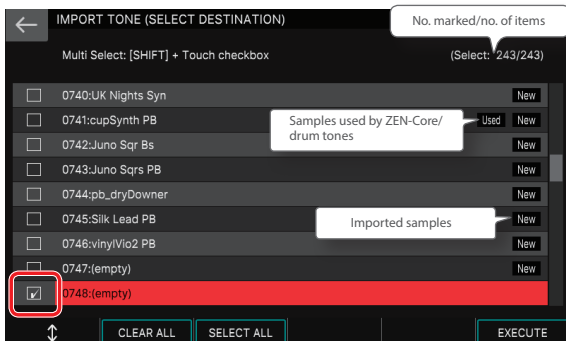 IMPORT TONE (SELECT DESTINATION)
No. marked/no. of items
Multi Select: [SHIFT] + Touch checkbox
(Select: 243/243)
0740:UK Nights Syn
New
0741:cupSynth PB
Samples used by ZEN-Core/
drum tones
Used New
0742:Juno Sqr Bs
New
0743:Juno Sqrs PB
New
0744:pb_dryDowner
New
0745:Silk Lead PB
Imported samples
New
0746:vinylVio2 PB
New
0747:(empty)
New
0748:(empty)
CLEAR ALL
SELECT ALL
EXECUTE